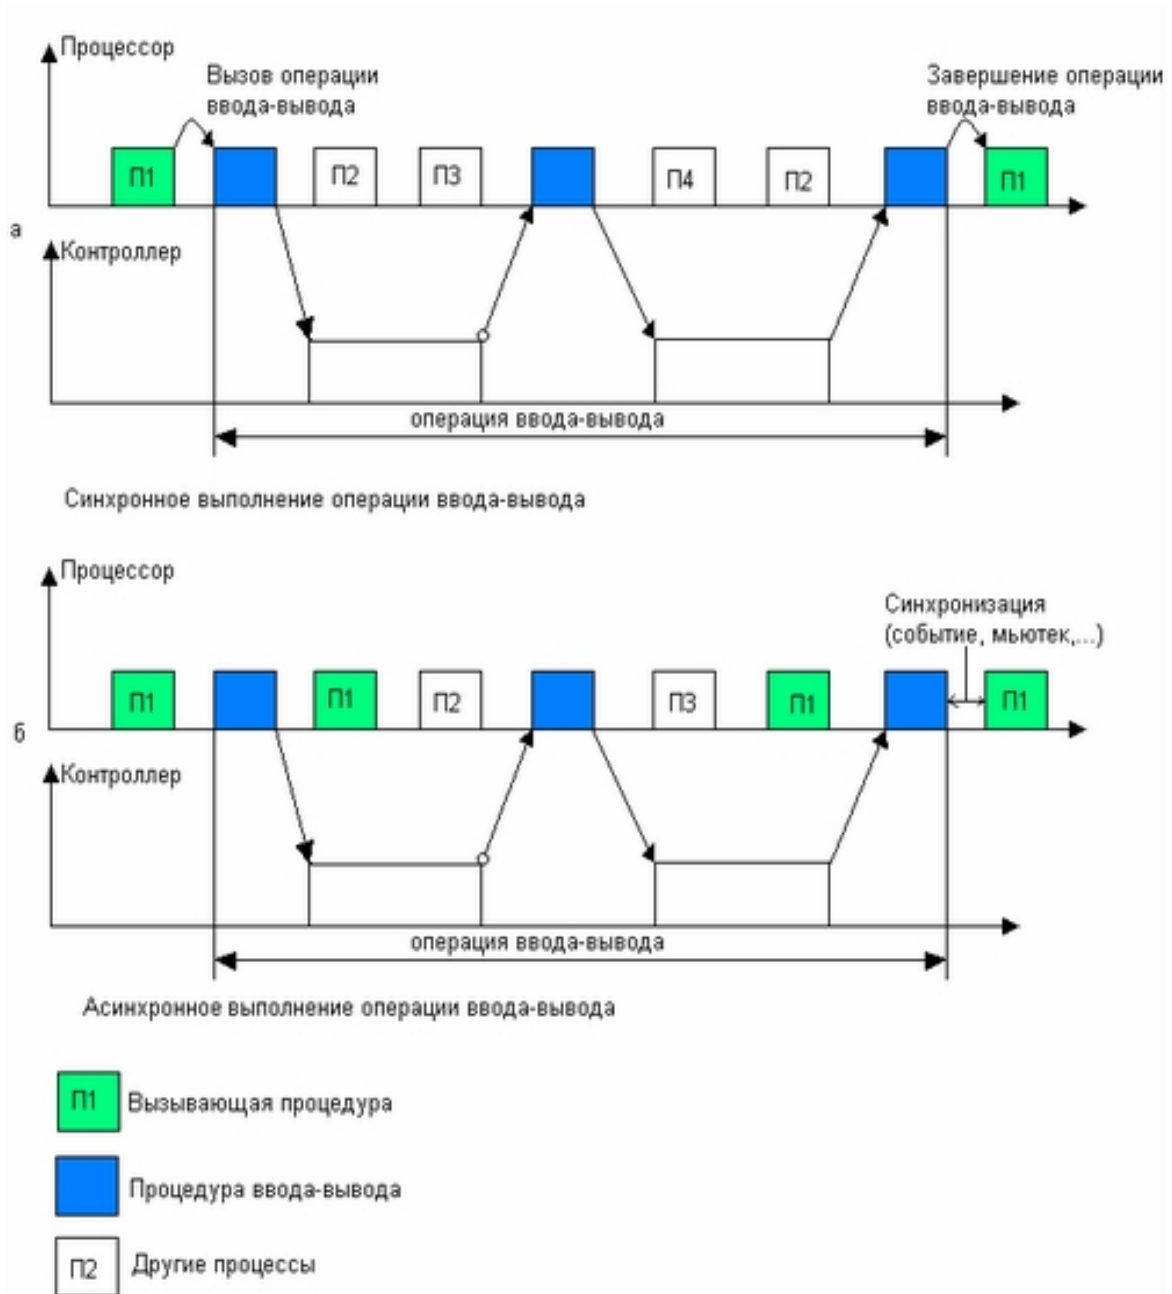 Процессор
Вызов операции
ввода-вывода
Завершение операции
ввода-вывода
П1
П2
П3
П4
П2
П1
а
Контроллер
операция ввода-вывода
Синхронное выполнение операции ввода-вывода
Процессор
Синхронизация
(событие, мьютек,...)
П1
П1
П2
П3
П1
П1
б
Контроллер
операция ввода-вывода
Асинхронное выполнение операции ввода-вывода
П1 Вызывающая процедура
Процедура ввода-вывода
П2 Другие процессы